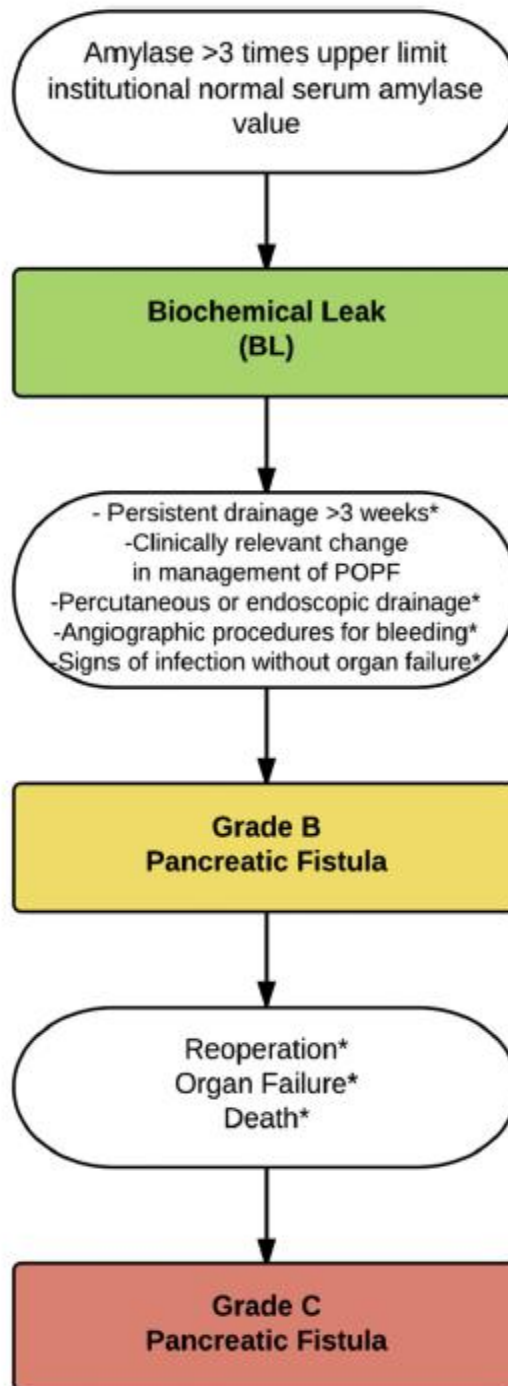 Amylase >3 times upper limit
institutional normal serum amylase
value
Biochemical Leak
(BL)
- Persistent drainage >3 weeks*
-Clinically relevant change
in management of POPF
-Percutaneous or endoscopic drainage*
-Angiographic procedures for bleeding*
-Signs of infection without organ failure*
Grade B
Pancreatic Fistula
Reoperation*
Organ Failure*
Death*
Grade C
Pancreatic Fistula